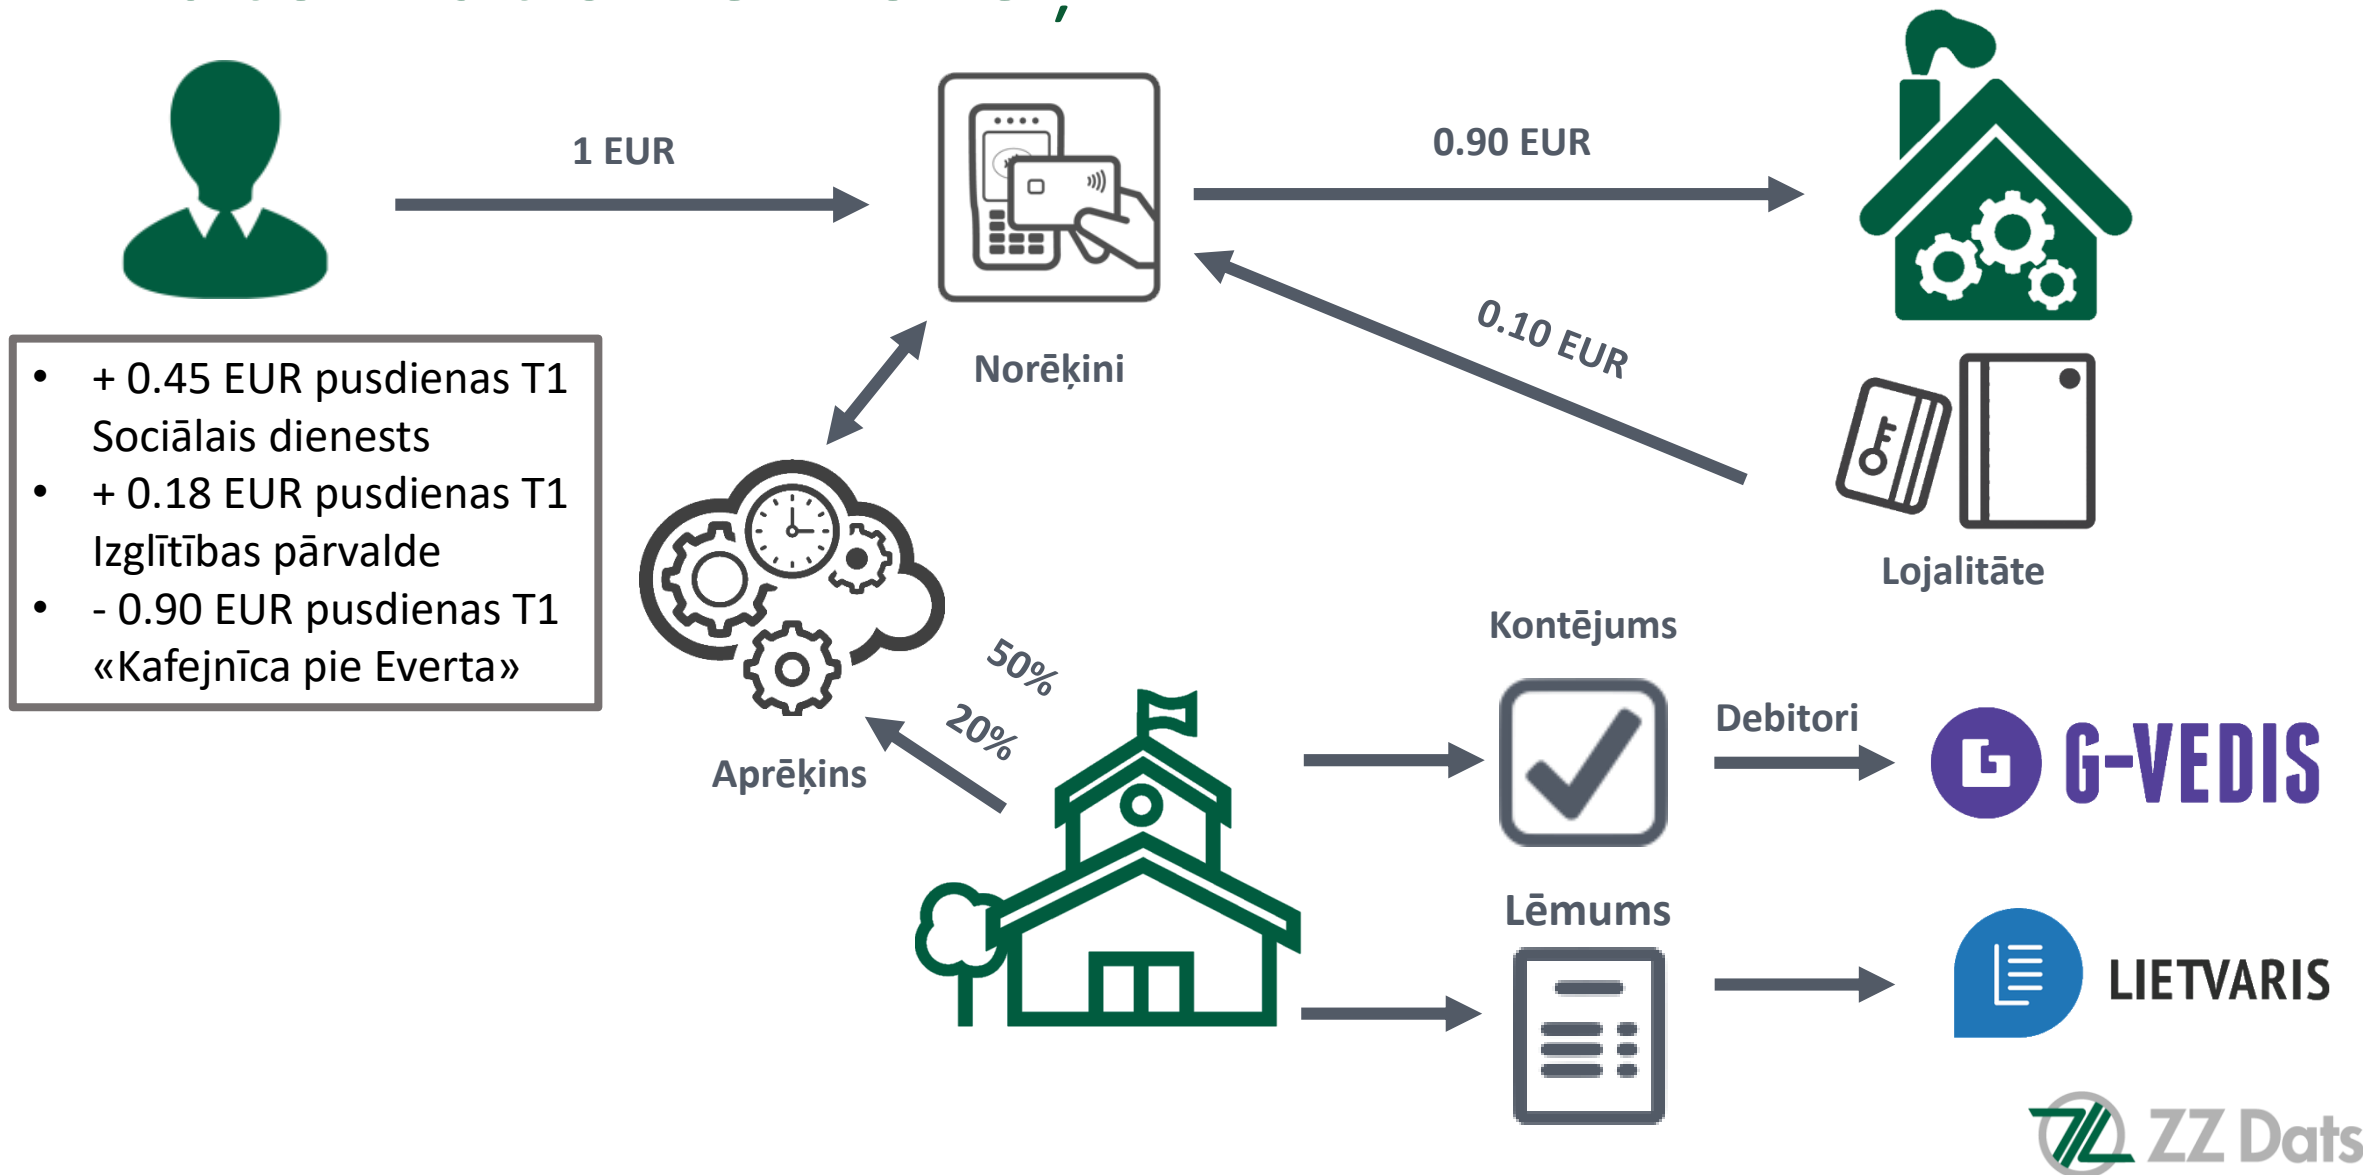 1 EUR
0.90 EUR
0.10 EUR
Norēķini
• + 0.45 EUR pusdienas T1
Sociālais dienests
• + 0.18 EUR pusdienas T1
Izglītības pārvalde
• - 0.90 EUR pusdienas T1
«Kafejnīca pie Everta»
Lojalitāte
50%
20%
Aprēķins
Kontējums
Debitori
G-VEDIS
Lēmums
LIETVARIS
ZZ Dats